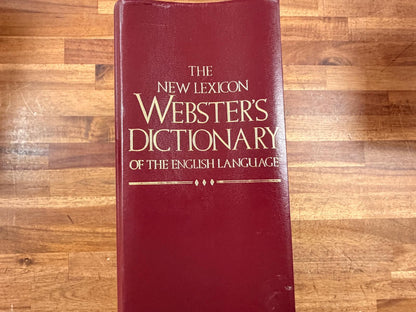 THE
NEW LEXICON
WEBSTER'S
DICTIONARY
OF THE ENGLISH LANGUAGE